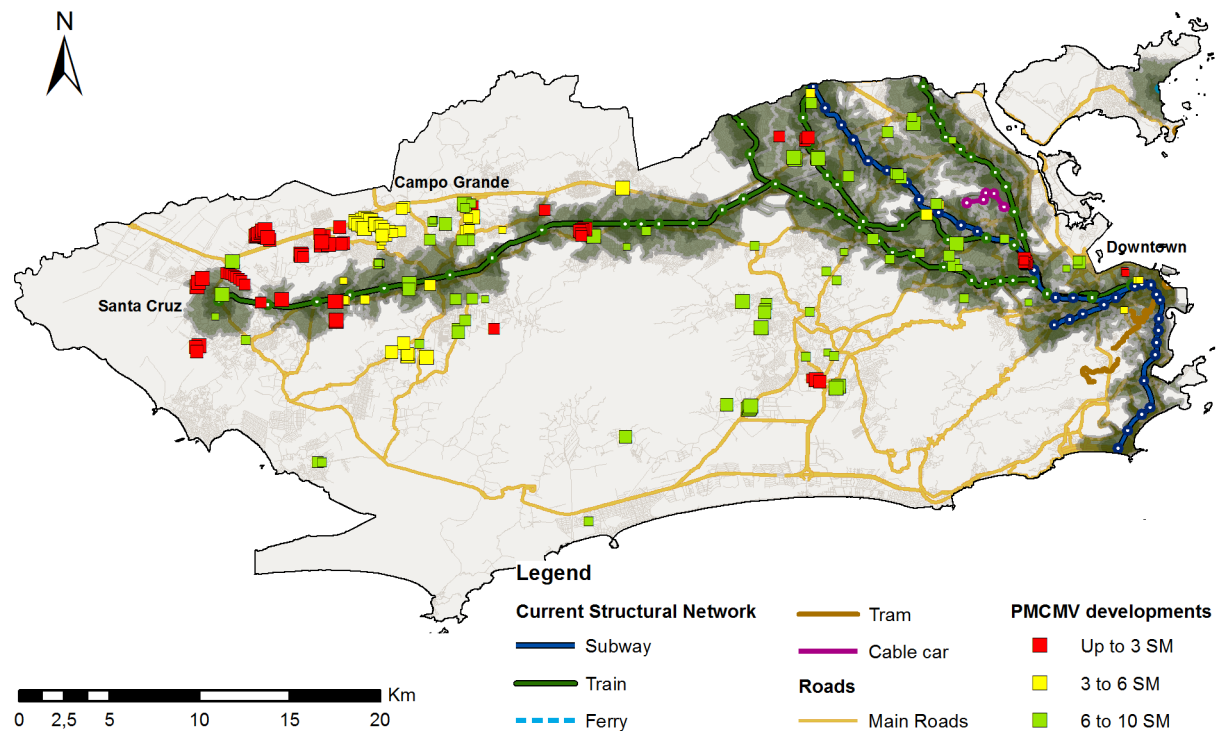 N
Campo Grande
Downtown
Santa Cruz
Legend
Current Structural Network
Subway
Train
Ferry
Tram
Cable car
Roads
Main Roads
PMCMV developments
Up to 3 SM
3 to 6 SM
6 to 10 SM
Km
0 2,5 5 10 15 20